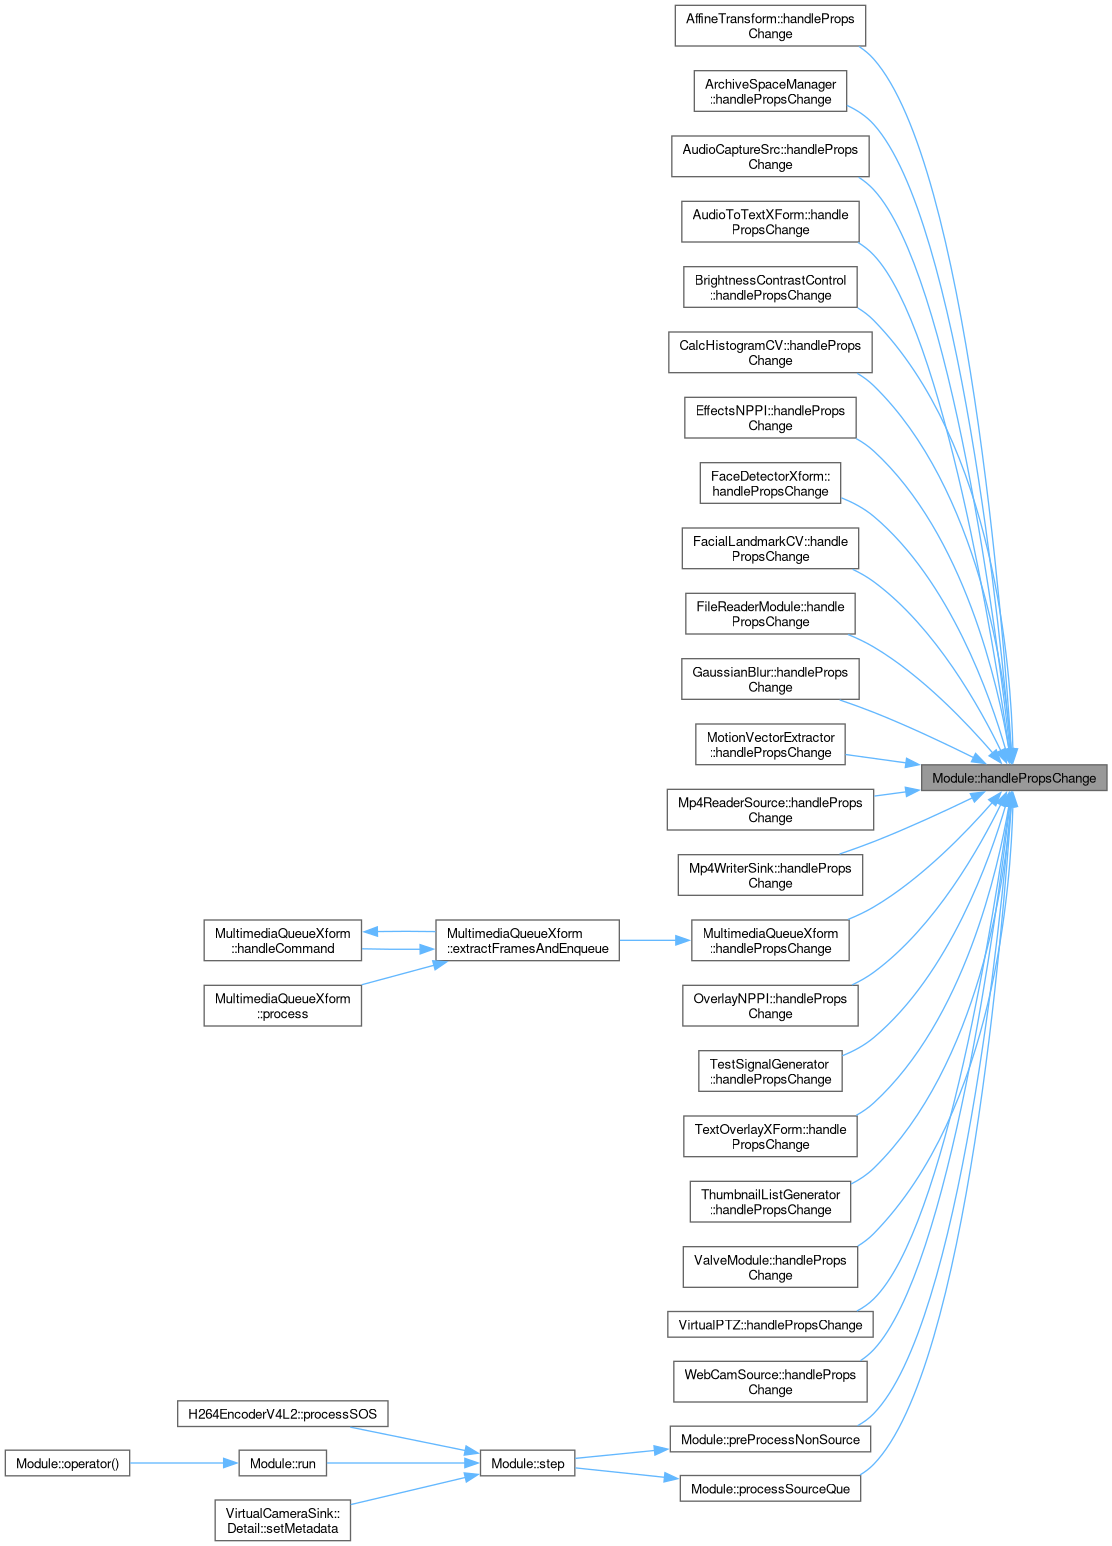 AffineTransform::handleProps
Change
ArchiveSpaceManager
::handlePropsChange
AudioCaptureSrc::handleProps
Change
AudioToTextXForm::handle
PropsChange
BrightnessContrastControl
::handlePropsChange
CalcHistogramCV::handleProps
Change
EffectsNPPI::handleProps
Change
FaceDetectorXform::
handlePropsChange
FacialLandmarkCV::handle
PropsChange
FileReaderModule::handle
PropsChange
GaussianBlur::handleProps
Change
MotionVectorExtractor
::handlePropsChange
Module::handlePropsChange
Mp4ReaderSource::handleProps
Change
Mp4WriterSink::handleProps
Change
MultimediaQueueXform
::handleCommand
MultimediaQueueXform
::extractFramesAndEnqueue
MultimediaQueueXform
::handlePropsChange
MultimediaQueueXform
::process
OverlayNPPI::handleProps
Change
TestSignalGenerator
::handlePropsChange
TextOverlayXForm::handle
PropsChange
ThumbnailListGenerator
::handlePropsChange
ValveModule::handleProps
Change
VirtualPTZ::handlePropsChange
WebCamSource::handleProps
Change
H264EncoderV4L2::processSOS
Module::preProcessNonSource
Module::operator()
Module::run
Module::step
Module::processSourceQue
VirtualCameraSink::
Detail::setMetadata